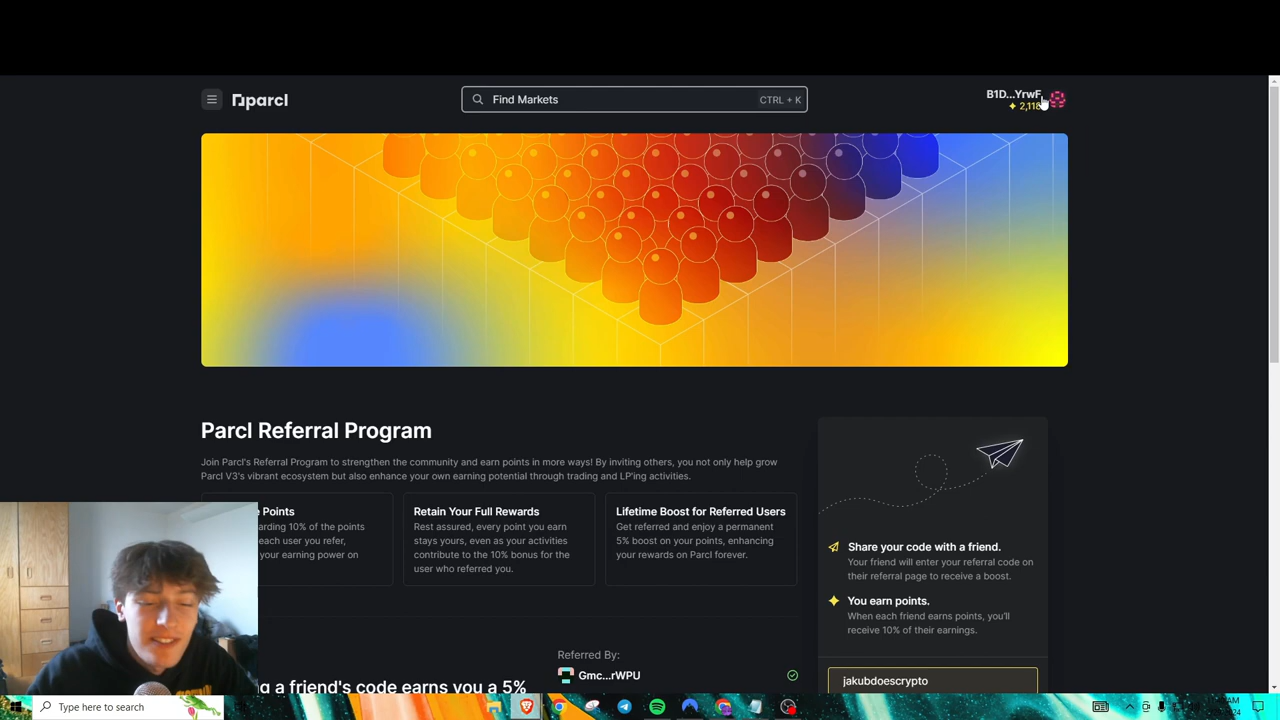 parcl
Find Markets
CTRL + K
B1D...YrwF
2,118
Parcl Referral Program
Join Parcl's Referral Program to strengthen the community and earn points in more ways! By inviting others, you not only help grow
Parcl V3's vibrant ecosystem but also enhance your own earning potential through trading and LP'ing activities.
Points
arding 10% of the points
each user you refer,
your earning power on
Retain Your Full Rewards
Rest assured, every point you earn
stays yours, even as your activities
contribute to the 10% bonus for the
user who referred you.
Lifetime Boost for Referred Users
Get referred and enjoy a permanent
5% boost on your points, enhancing
your rewards on Parcl forever.
Share your code with a friend.
Your friend will enter your referral code on
their referral page to receive a boost.
You earn points.
When each friend earns points, you'll
receive 10% of their earnings.
jakubdoescrypto
Referred By:
Gmc...rWPU
g a friend's code earns you a 5%
Type here to search